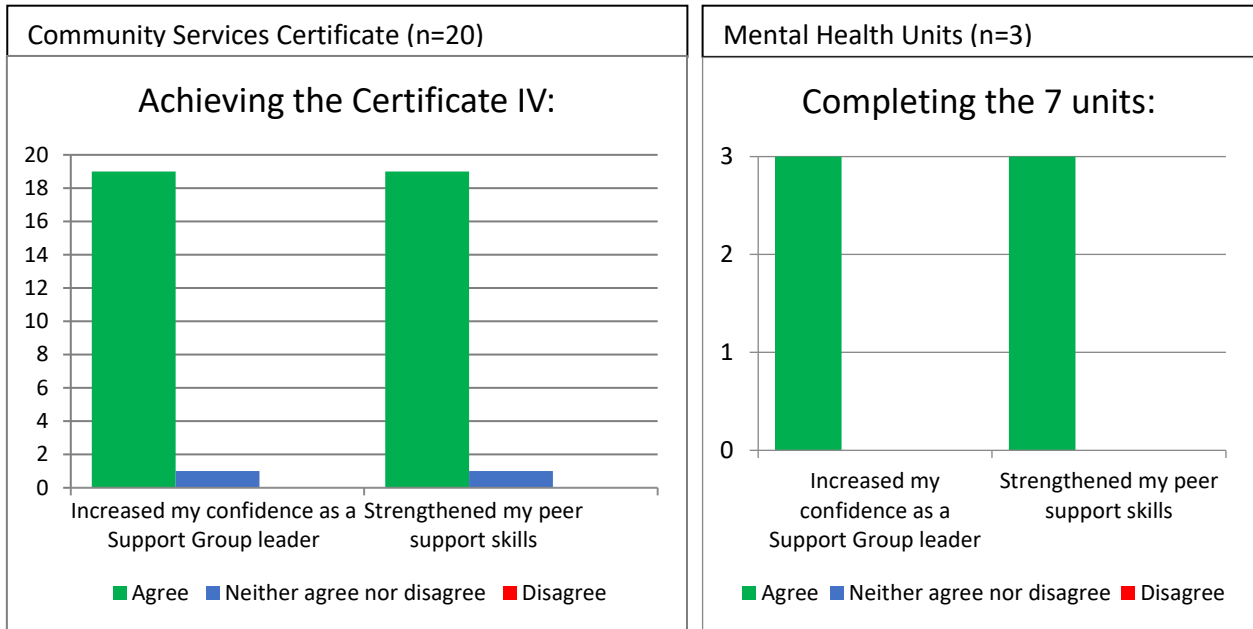 Community Services Certificate (n=20)
Achieving the Certificate IV:
20
18
16
14
12
10
8
6
4
2
0
Increased my confidence as a
Support Group leader
Strengthened my peer
support skills
Agree
Neither agree nor disagree
Disagree
Mental Health Units (n=3)
Completing the 7 units:
3
2
1
0
Increased my
confidence as a
Support Group leader
Strengthened my peer
support skills
Agree
Neither agree nor disagree
Disagree